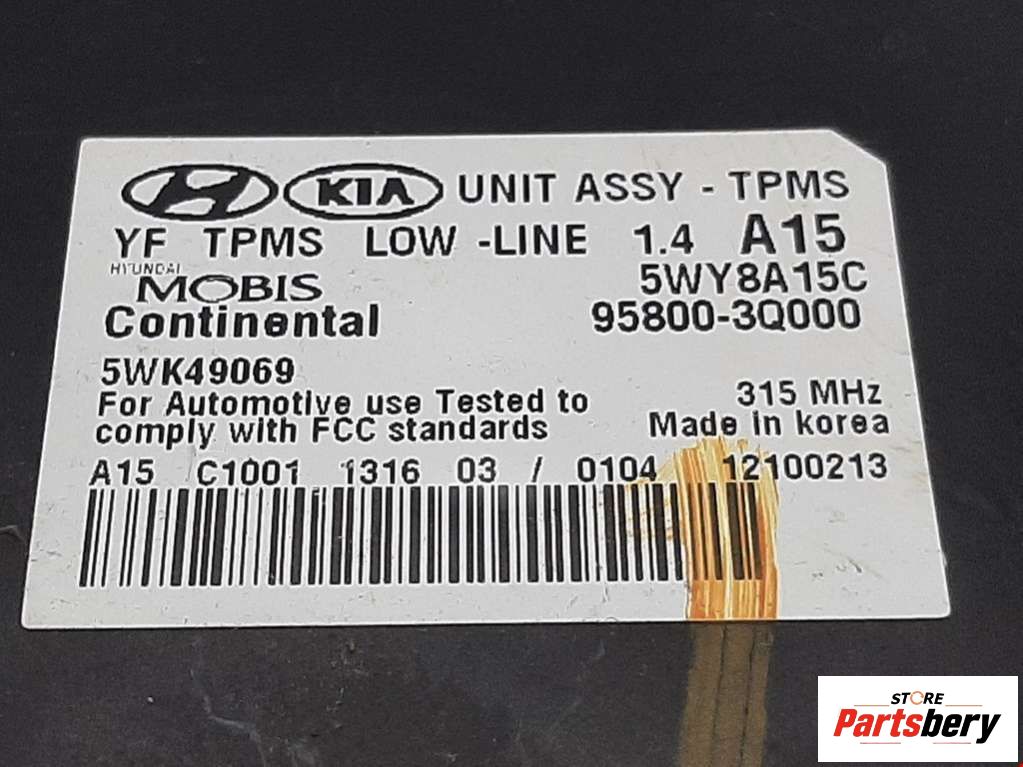 KIA UNIT ASSY - TPMS
YF TPMS LOW -LINE 1.4 A15
HYUNDAI
MOBIS 5WY8A15C
Continental 95800-3Q000
5WK49069
For Automotive use Tested to 315 MHz
comply with FCC standards Made in korea
A15 C1001 1316 03 / 0104 12100213
STORE
Partsbery